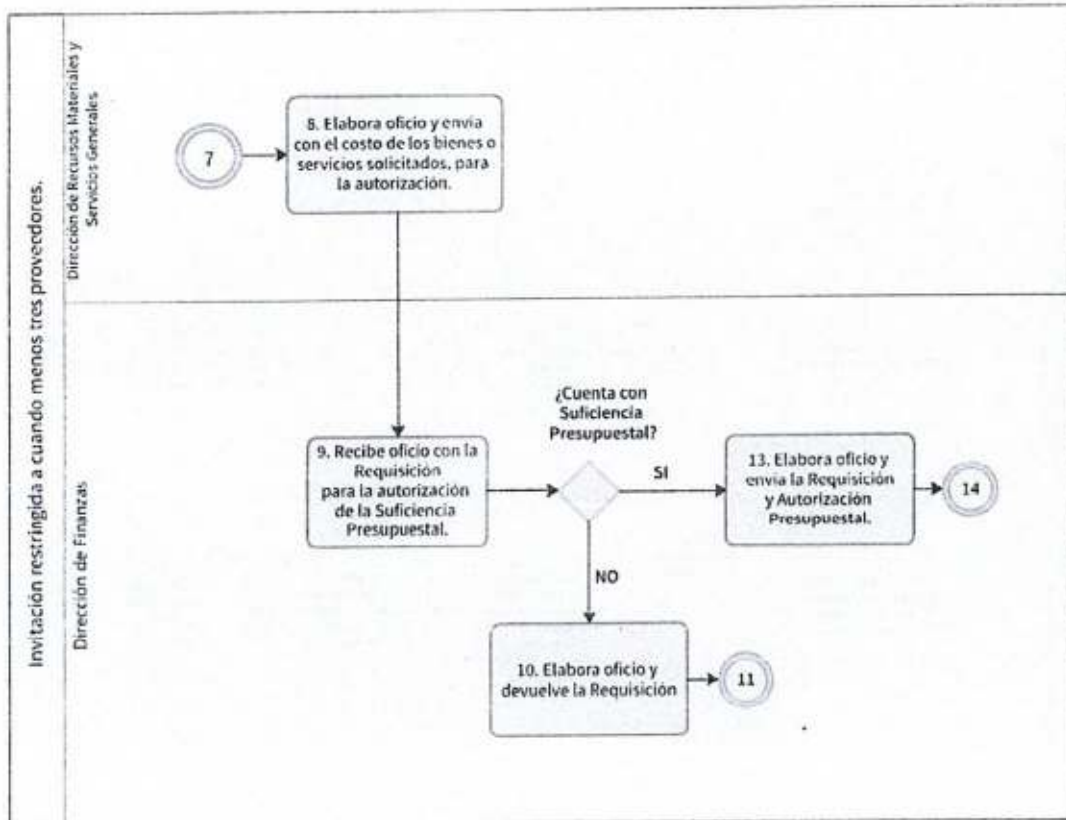 Invitación restringida a cuando menos tres proveedores.
Dirección de Recursos Materiales y
Servicios Generales
7
8. Elabora oficio y envia
con el costo de los bienes o
servicios solicitados, para
la autorización.
Dirección de Finanzas
9. Recibe oficio con la
Requisición
para la autorización
de la Suficiencia
Presupuestal.
¿Cuenta con
Suficiencia
Presupuestal?
SI
13. Elabora oficio y
envia la Requisición
y Autorización
Presupuestal.
14
NO
10. Elabora oficio y
devuelve la Requisición
11